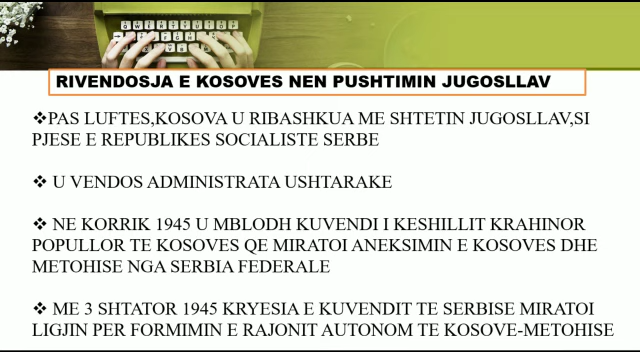 RIVENDOSJA E KOSOVES NEN PUSHTIMIN JUGOSLLAV
❖PAS LUFTES,KOSOVA U RIBASHKUA ME SHTETIN JUGOSLLAV,SI
PJESE E REPUBLIKES SOCIALISTE SERBE
❖ U VENDOS ADMINISTRATA USHTARAKE
❖ NE KORRIK 1945 U MBLODH KUVENDI I KESHILLIT KRAHINOR
POPULLOR TE KOSOVES QE MIRATOI ANEKSIMIN E KOSOVES DHE
METOHISE NGA SERBIA FEDERALE
❖ ME 3 SHTATOR 1945 KRYESIA E KUVENDIT TE SERBISE MIRATOI
LIGJIN PER FORMIMIN E RAJONIT AUTONOM TE KOSOVE-METOHISE